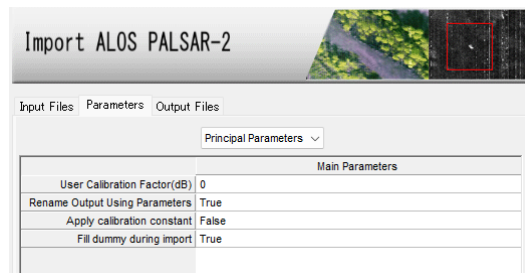 Import ALOS PALSAR-2
Input Files Parameters Output Files
Principal Parameters
Main Parameters
User Calibration Factor(dB) 0
Rename Output Using Parameters True
Apply calibration constant False
Fill dummy during import True